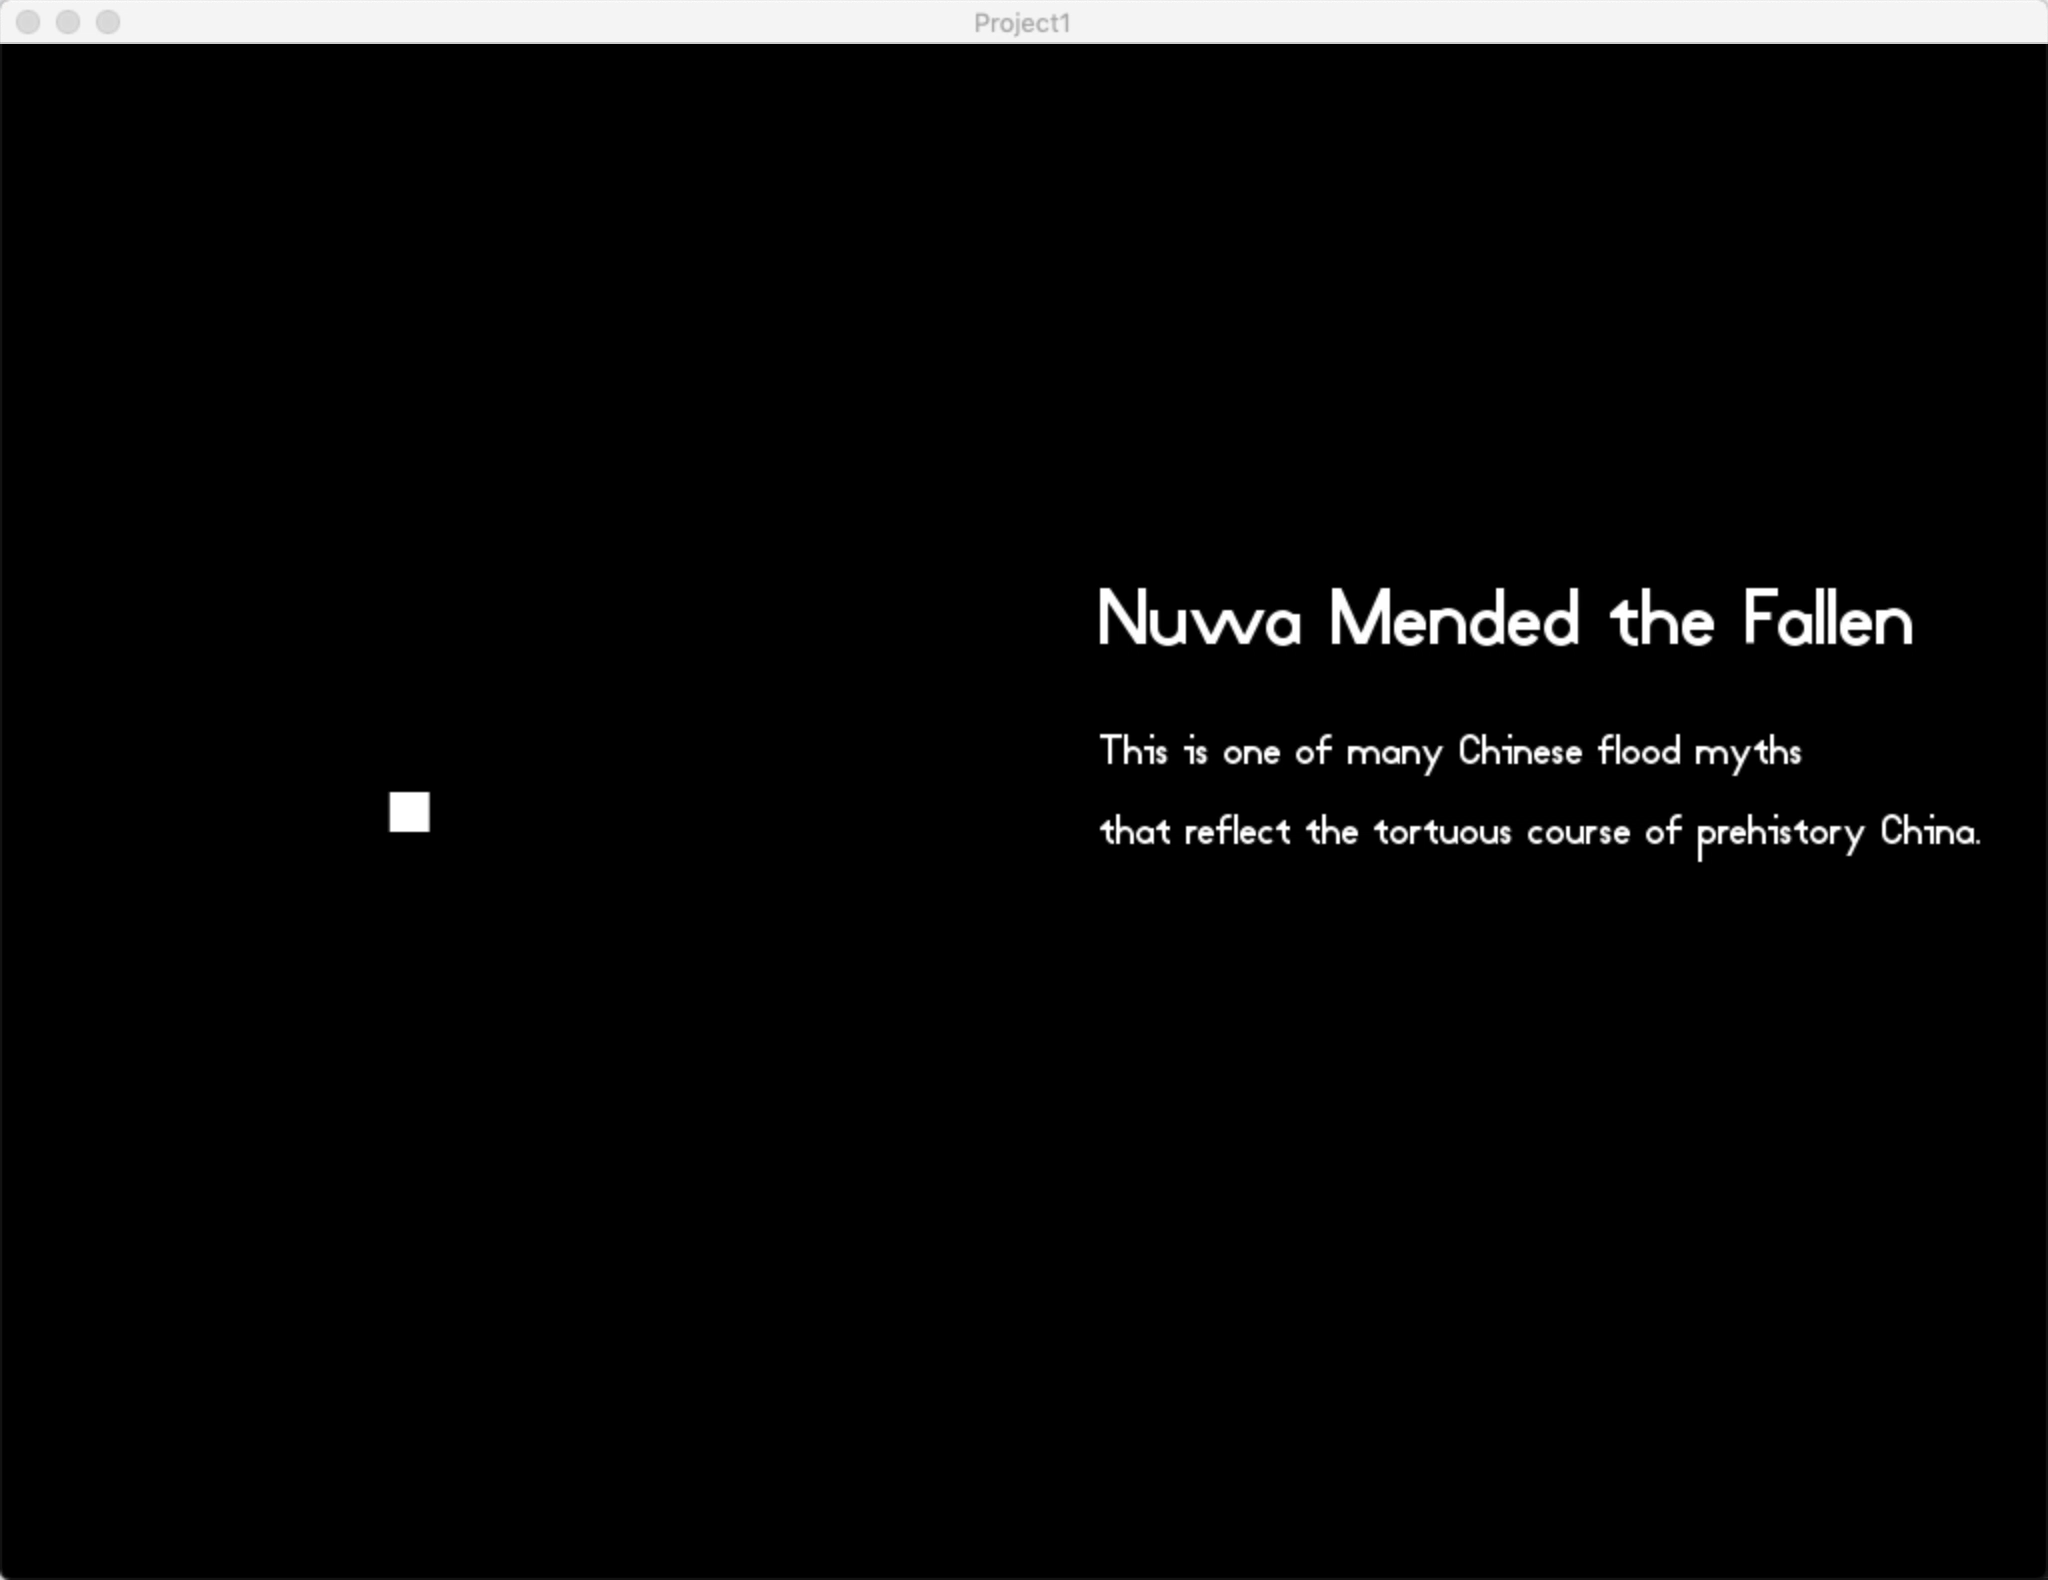 Project1
Nuwa Mended the Fallen
This is one of many Chinese flood myths
that reflect the tortuous course of prehistory China.